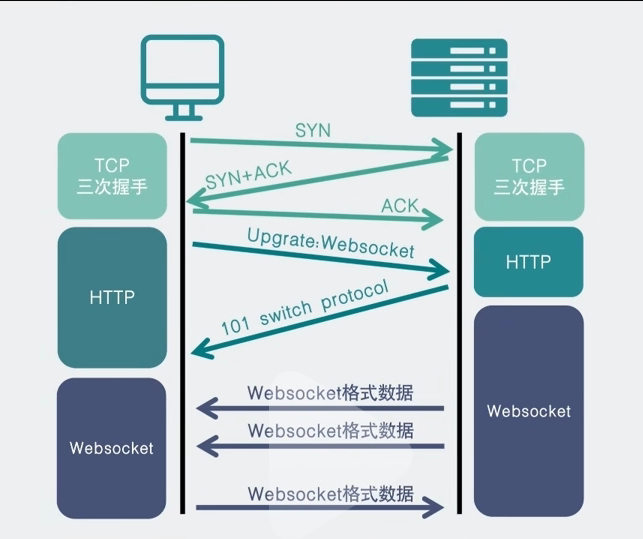 SYN
TCP
三次握手
TCP
三次握手
SYN+ACK
ACK
Upgrate:Websocket
HTTP
HTTP
101 switch protocol
Websocket格式数据
Websocket
Websocket格式数据
Websocket
Websocket格式数据